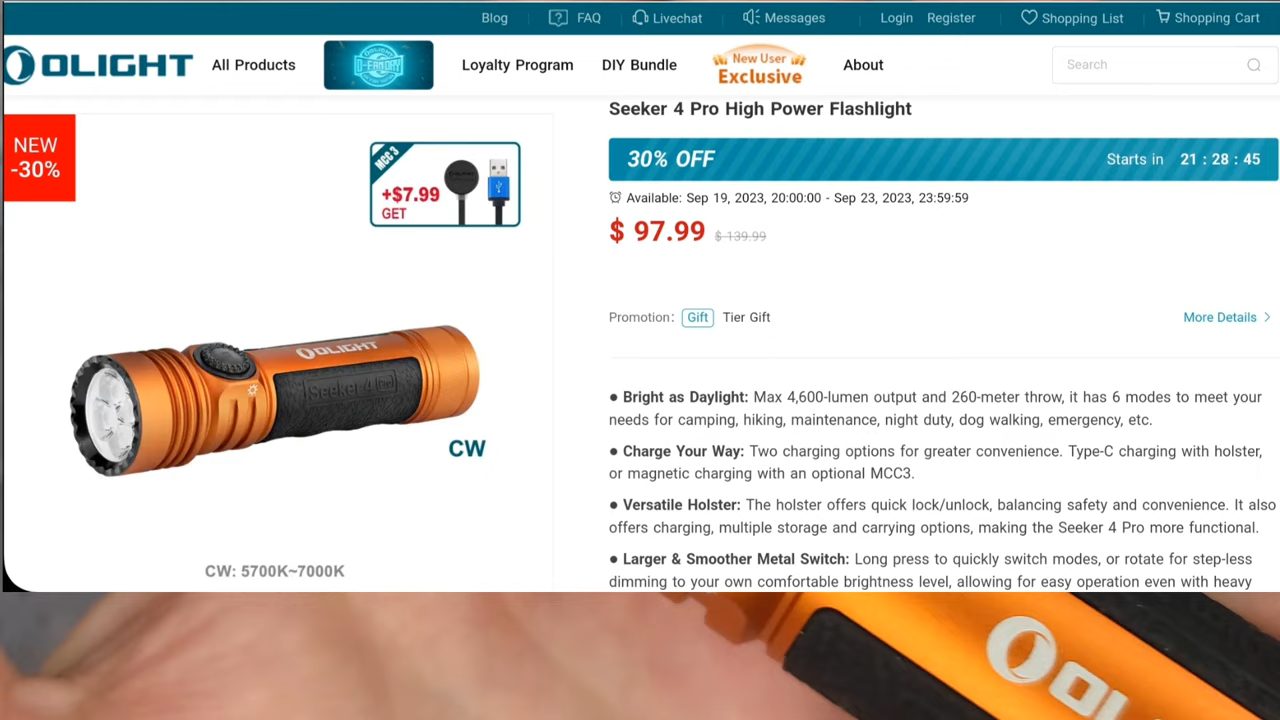 Blog
FAQ
Livechat
Messages
Login
Register
Shopping List
Shopping Cart
OLIGHT
All Products
OLIGHT
O-FAN DAY
Loyalty Program
DIY Bundle
New User
Exclusive
About
Search
NEW
-30%
MCC 3
+$7.99
GET
OLIGHT
Seeker 4 Pro
CW
CW: 5700K~7000K
Seeker 4 Pro High Power Flashlight
30% OFF
Starts in 21 : 28 : 45
Available: Sep 19, 2023, 20:00:00 - Sep 23, 2023, 23:59:59
$ 97.99 $ 139.99
Promotion: Gift Tier Gift
More Details
● Bright as Daylight: Max 4,600-lumen output and 260-meter throw, it has 6 modes to meet your
needs for camping, hiking, maintenance, night duty, dog walking, emergency, etc.
● Charge Your Way: Two charging options for greater convenience. Type-C charging with holster,
or magnetic charging with an optional MCC3.
● Versatile Holster: The holster offers quick lock/unlock, balancing safety and convenience. It also
offers charging, multiple storage and carrying options, making the Seeker 4 Pro more functional.
● Larger & Smoother Metal Switch: Long press to quickly switch modes, or rotate for step-less
dimming to your own comfortable brightness level, allowing for easy operation even with heavy
OLI